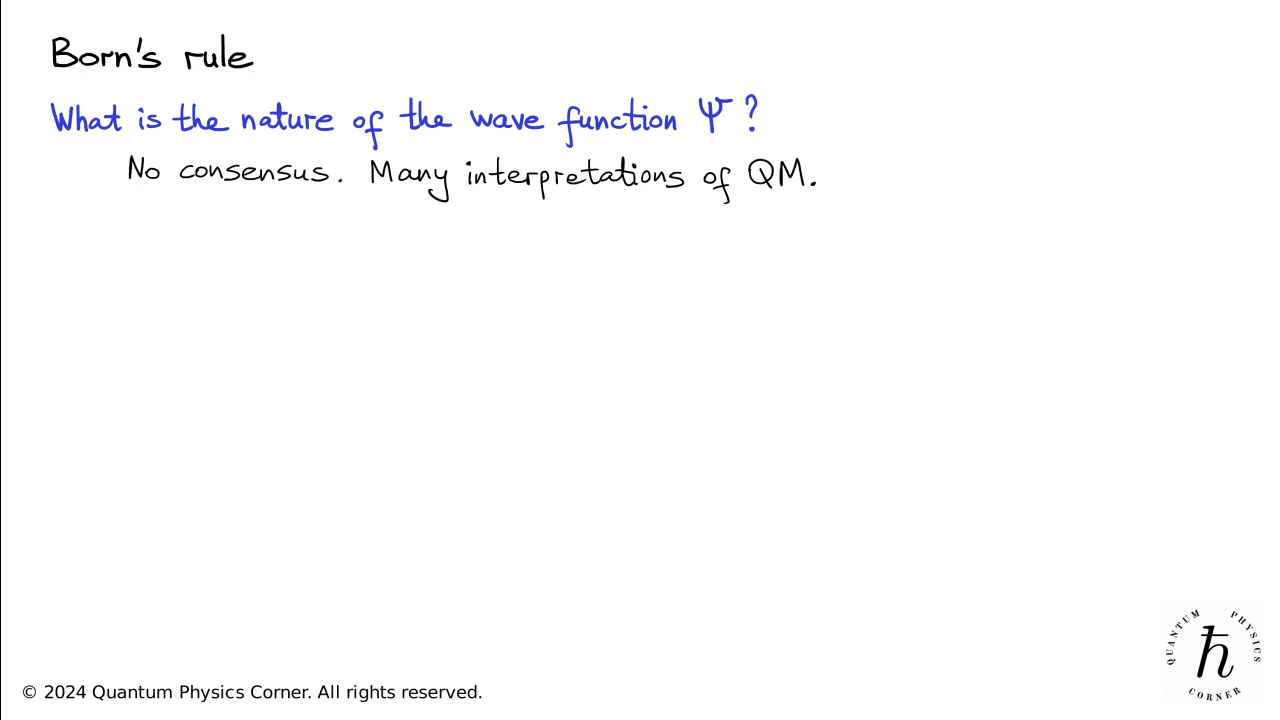 Born's rule
What is the nature of the wave function Ψ?
No consensus. Many interpretations of QM.
QUANTUM PHYSICS
ħ
CORNER
© 2024 Quantum Physics Corner. All rights reserved.